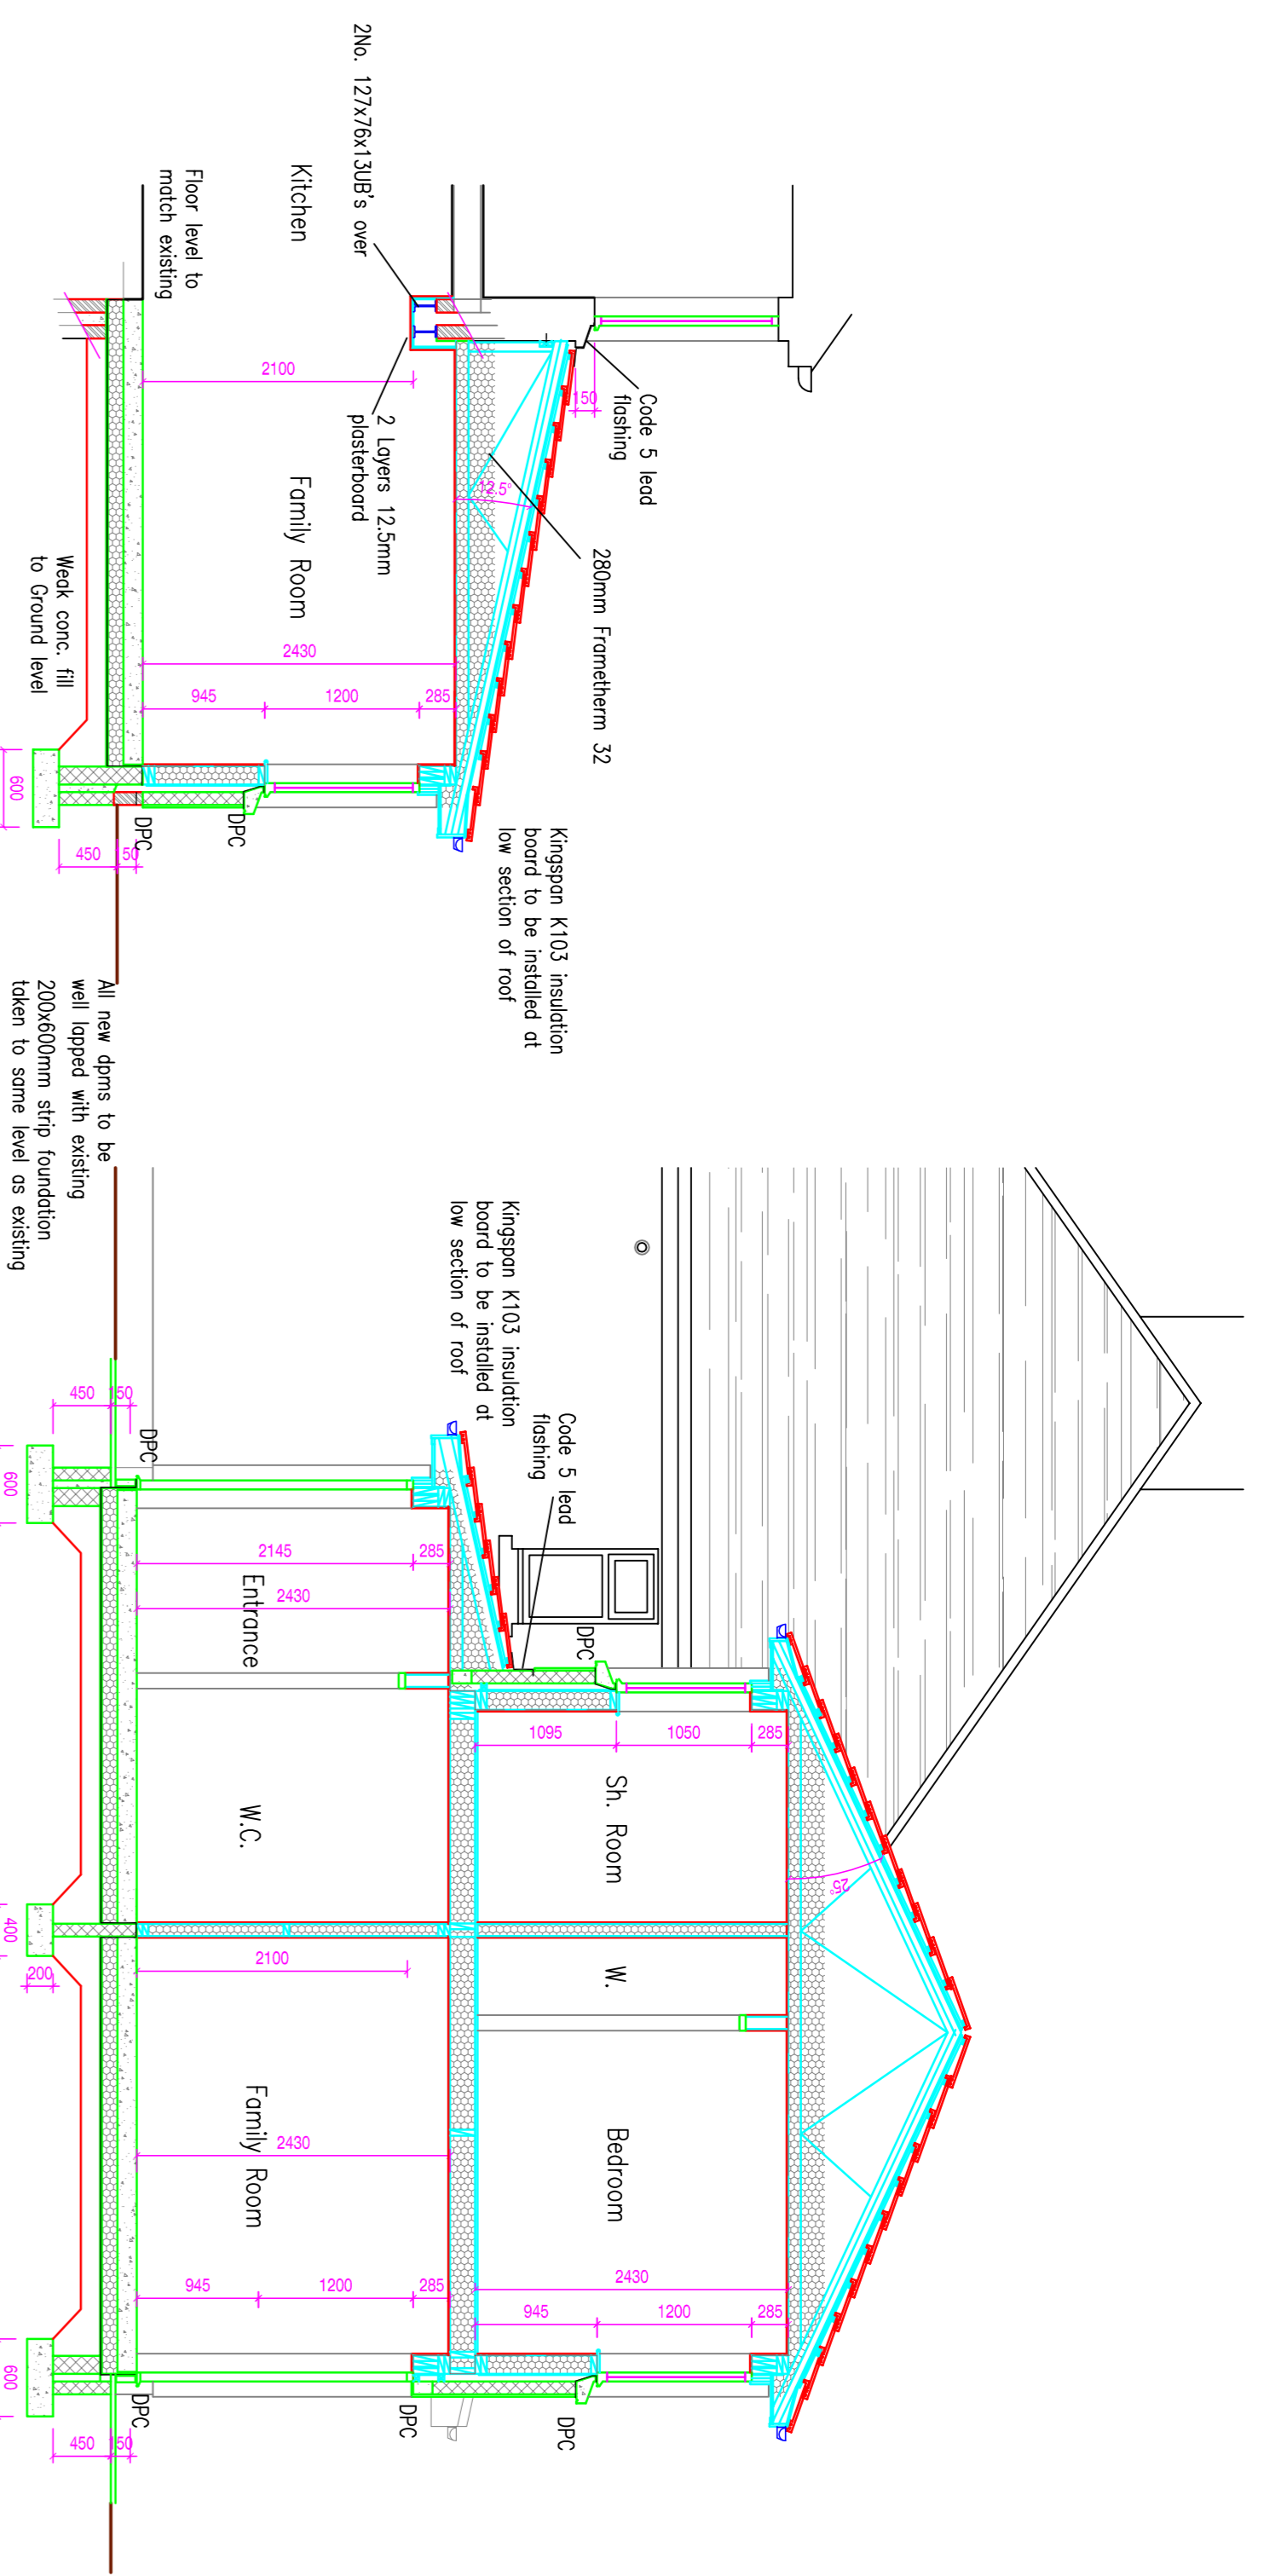 2No. 127x76x13UB's over
Kitchen
Floor level to
match existing
Code 5 lead
flashing
150
12.5°
280mm Frametherm 32
2100
2 Layers 12.5mm
plasterboard
Family Room
2430
945
1200
285
Weak conc. fill
to Ground level
600
DPC
DPC
450
150
Kingspan K103 insulation
board to be installed at
low section of roof
All new dpms to be
well lapped with existing
200x600mm strip foundation
taken to same level as existing
Kingspan K103 insulation
board to be installed at
low section of roof
Code 5 lead
flashing
DPC
450
150
600
DPC
2145
285
2430
Entrance
1095
1050
285
Sh. Room
W.C.
25°
400
200
2100
W.
Bedroom
Family Room
2430
945
1200
285
2430
945
1200
285
600
DPC
DPC
DPC
450
150